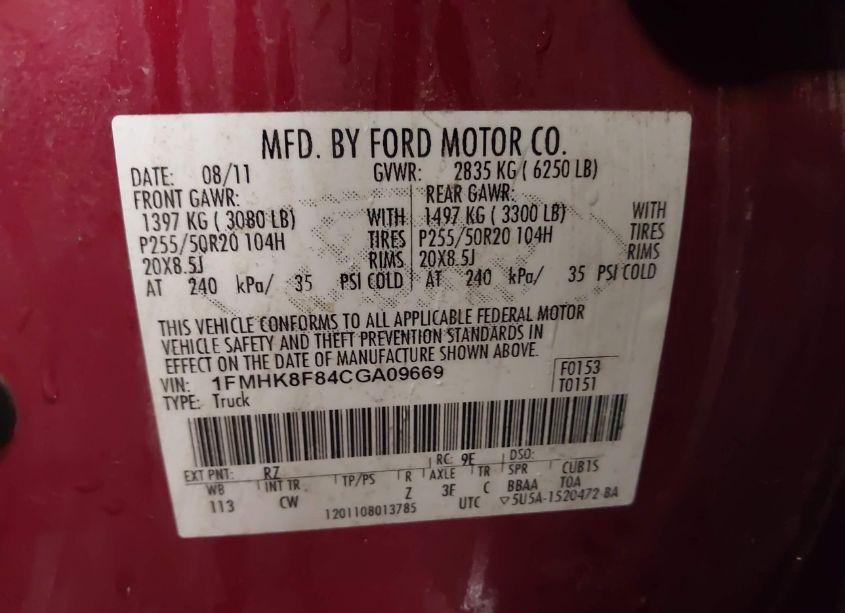 MFD. BY FORD MOTOR CO.
DATE: 08/11 GVWR: 2835 KG ( 6250 LB)
FRONT GAWR: REAR GAWR:
1397 KG ( 3080 LB) WITH 1497 KG ( 3300 LB) WITH
P255/50R20 104H TIRES P255/50R20 104H TIRES
20X8.5J RIMS 20X8.5J RIMS
AT 240 kPa/ 35 PSI COLD AT 240 kPa/ 35 PSI COLD
THIS VEHICLE CONFORMS TO ALL APPLICABLE FEDERAL MOTOR
VEHICLE SAFETY AND THEFT PREVENTION STANDARDS IN
EFFECT ON THE DATE OF MANUFACTURE SHOWN ABOVE.
VIN: 1FMHK8F84CGA09669 F0153
TYPE: Truck T0151
EXT PNT: RZ RC: 9E DSO:
WB INT TR TP/PS R AXLE TR SPR CUB1S
113 CW Z 3F C BBAA TOA
1201108013785 UTC ▽5U5A-1520472-BA